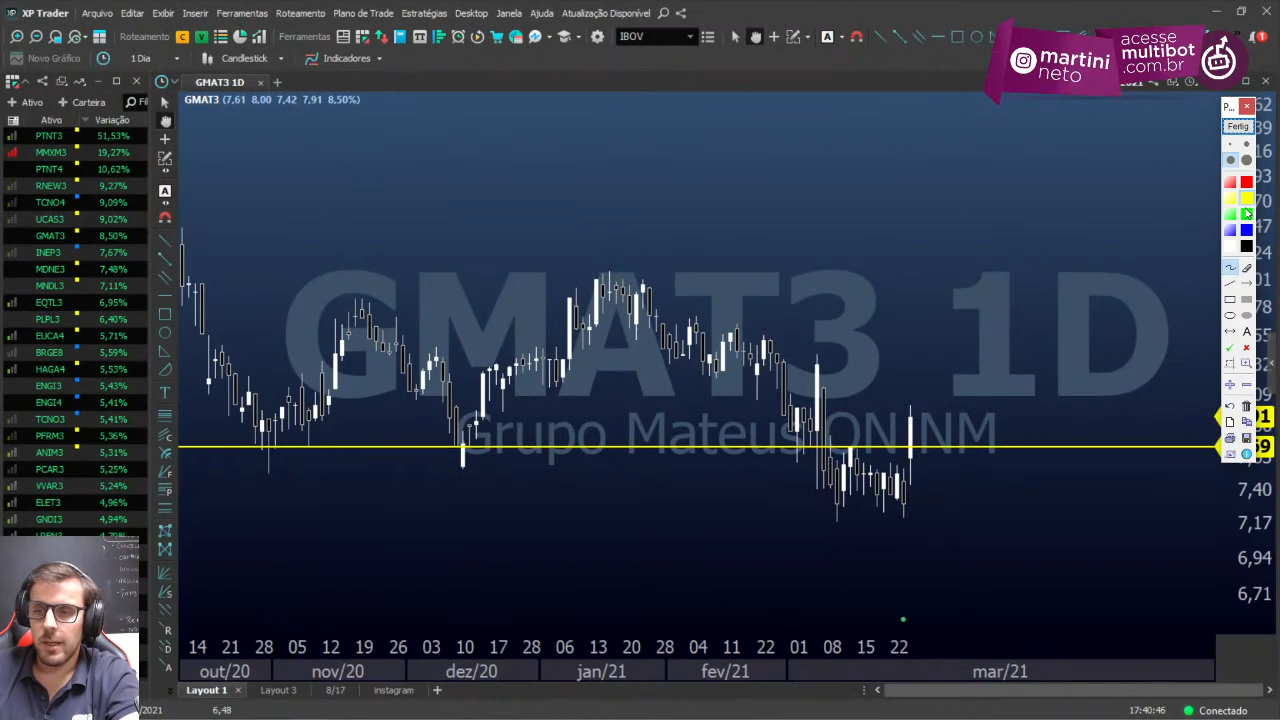 XP Trader Arquivo Editar Exibir Inserir Ferramentas Roteamento Plano de Trade Estratégias Desktop Janela Ajuda Atualização Disponível
Roteamento C V Ferramentas IBOV A
Novo Gráfico 1 Dia Candlestick Indicadores
martini
neto
acesse
multibot
.com.br
1
GMAT3 1D
Ativo Carteira Fil
Ativo Variação
PTNT3 51,53%
MMXM3 19,27%
PTNT4 10,62%
RNEW3 9,27%
TCNO4 9,09%
UCAS3 9,02%
GMAT3 8,50%
INEP3 7,67%
MDNE3 7,48%
MNDL3 7,11%
EQTL3 6,95%
PLPL3 6,40%
EUCA4 5,71%
BRGE8 5,59%
HAGA4 5,53%
ENGI3 5,43%
ENGI4 5,41%
TCNO3 5,41%
PFRM3 5,36%
ANIM3 5,31%
PCAR3 5,25%
VVAR3 5,24%
ELET3 4,96%
GNDI3 4,94%
GMAT3 (7,61 8,00 7,42 7,91 8,50%)
GMAT3 1D
Grupo Mateus ON NM
P...
Fertig
7,40
7,17
6,94
6,71
14 21 28 05 12 19 26 03 10 17 28 06 13 20 28 04 11 22 01 08 15 22
out/20 nov/20 dez/20 jan/21 fev/21 mar/21
Layout 1 Layout 3 8/17 instagram
/2021 6,48 17:40:46 Conectado